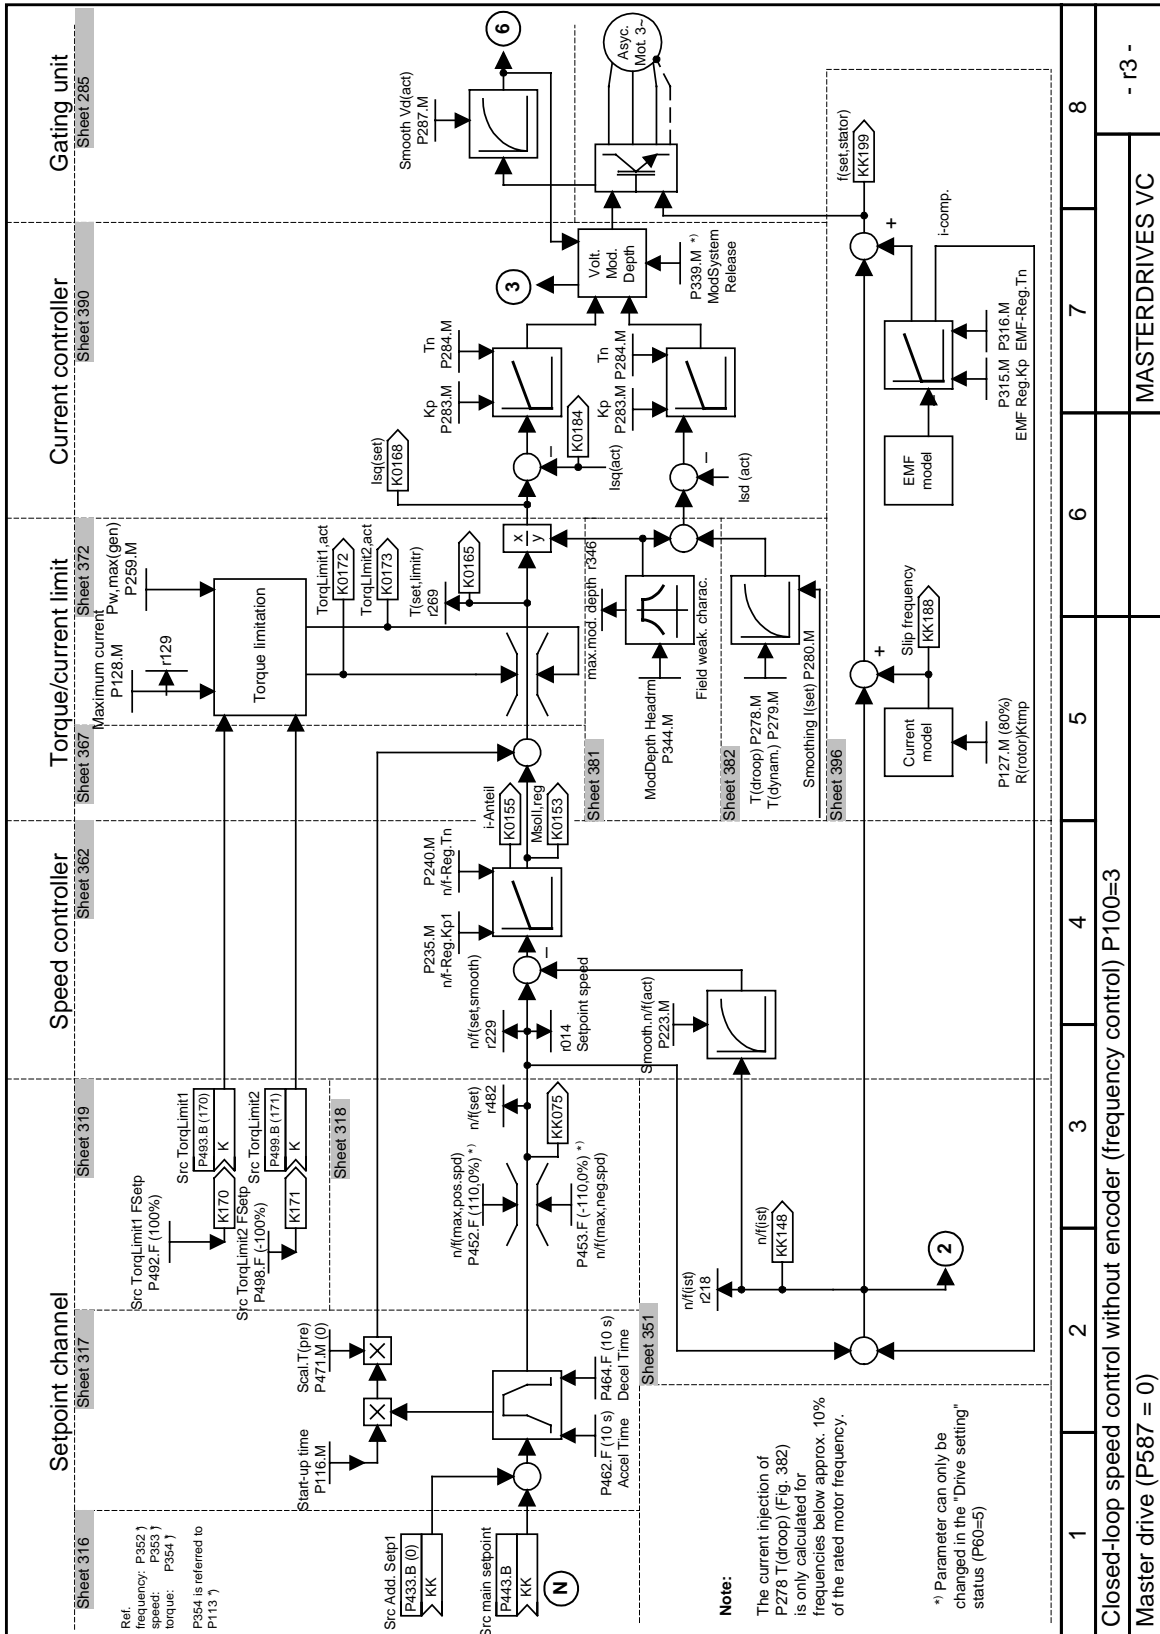 Setpoint channel
Speed controller
Torque/current limit
Current controller
Gating unit
Sheet 316
Sheet 317
Sheet 319
Sheet 362
Sheet 367
Sheet 372
Sheet 390
Sheet 285
Ref.
frequency: P352 *)
speed: P353 *)
torque: P354 *)
P354 is referred to
P113 *)
Src Add. Setp1
P433.B (0)
KK
Src main setpoint
P443.B
KK
N
Start-up time
P116.M
Scal.T(pre)
P471.M (0)
P462.F (10 s)
Accel Time
P464.F (10 s)
Decel Time
Src TorqLimit1 FSetp
P492.F (100%)
K170
Src TorqLimit1
P493.B (170)
K
Src TorqLimit2 FSetp
P498.F (-100%)
K171
Src TorqLimit2
P499.B (171)
K
Sheet 318
n/f(max,pos.spd)
P452.F (110,0%) *)
P453.F (-110,0%) *)
n/f(max,neg.spd)
n/f(set)
r482
KK075
n/f(set,smooth)
r229
r014
Setpoint speed
P235.M
n/f-Reg.Kp1
P240.M
n/f-Reg.Tn
i-Anteil
K0155
Msoll,reg
K0153
Smooth.n/f(act)
P223.M
Maximum current
P128.M
r129
Pw,max(gen)
P259.M
Torque limitation
TorqLimit1,act
K0172
TorqLImit2,act
K0173
T(set,limitr)
r269
K0165
x
y
Isq(set)
K0168
Isq(act)
K0184
Kp
P283.M
Tn
P284.M
Isd (act)
Kp
P283.M
Tn
P284.M
3
Volt.
Mod.
Depth
P339.M *)
ModSystem
Release
Smooth Vd(act)
P287.M
6
Asyc.
Mot. 3~
Sheet 381
max.mod. depth r346
ModDepth Headrm
P344.M
Field weak. charac.
Sheet 382
T(droop) P278.M
T(dynam.) P279.M
Smoothing I(set) P280.M
Sheet 396
Sheet 351
n/f(ist)
r218
n/f(ist)
KK148
2
Current
model
P127.M (80%)
R(rotor)Ktmp
Slip frequency
KK188
+
EMF
model
P315.M
EMF Reg.Kp
P316.M
EMF-Reg.Tn
i-comp.
+
f(set,stator)
KK199
Note:
The current injection of
P278 T(droop) (Fig. 382)
is only calculated for
frequencies below approx. 10%
of the rated motor frequency.
*) Parameter can only be
changed in the "Drive setting"
status (P60=5)
1 2 3 4 5 6 7 8
Closed-loop speed control without encoder (frequency control) P100=3
Master drive (P587 = 0)
MASTERDRIVES VC
- r3 -